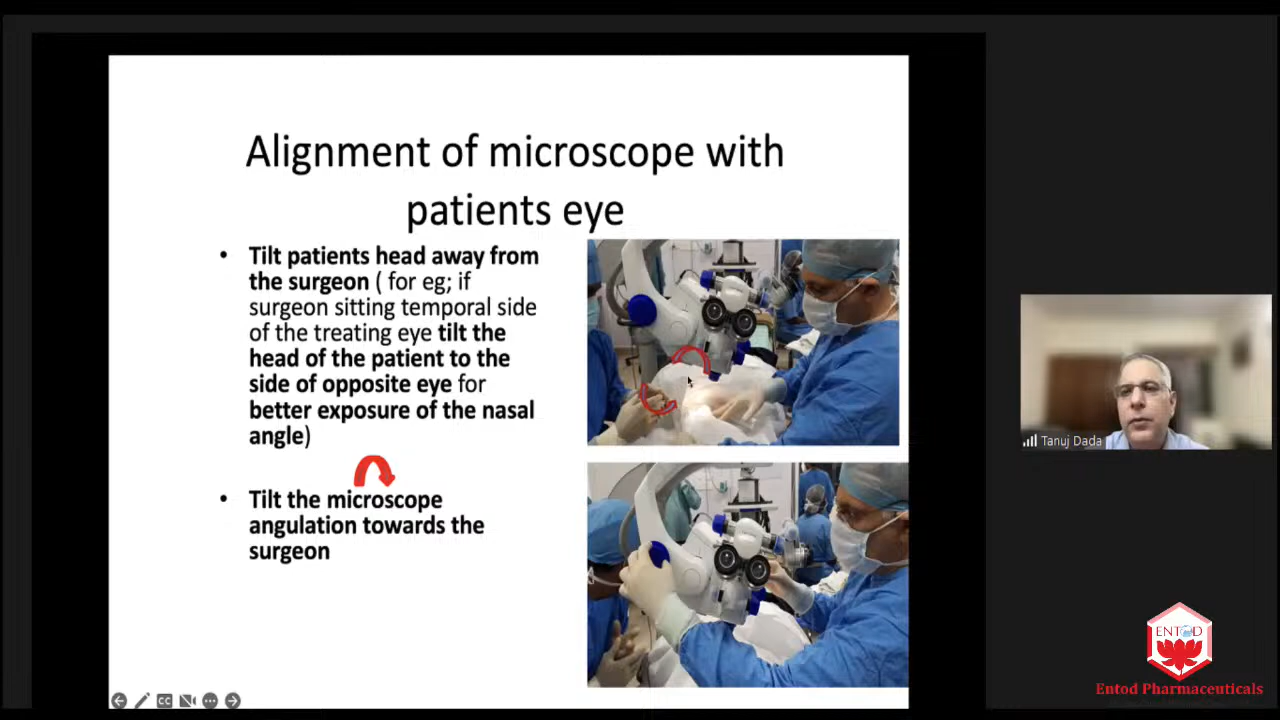 Alignment of microscope with
patients eye
• Tilt patients head away from
the surgeon ( for eg; if
surgeon sitting temporal side
of the treating eye tilt the
head of the patient to the
side of opposite eye for
better exposure of the nasal
angle)
• Tilt the microscope
angulation towards the
surgeon
CC
Tanuj Dada
ENTOD
Entod Pharmaceuticals